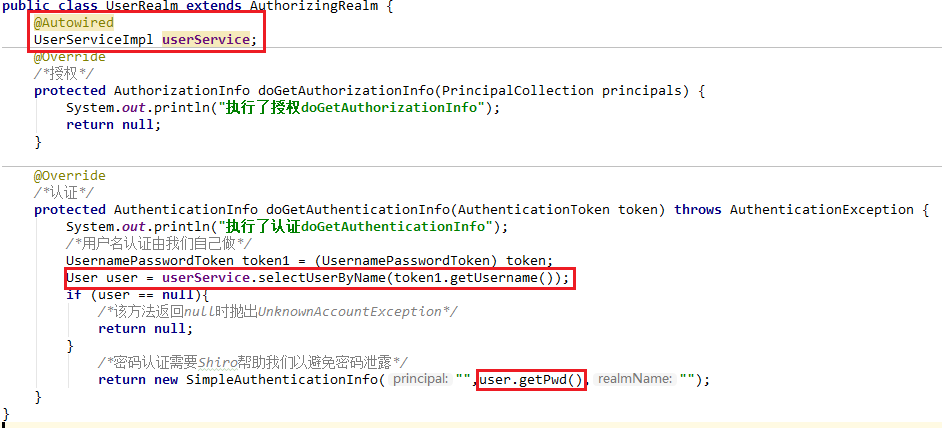 public class UserRealm extends AuthorizingRealm {
@Autowired
UserServiceImpl userService;
@Override
/*授权*/
protected AuthorizationInfo doGetAuthorizationInfo(PrincipalCollection principals) {
System.out.println("执行了授权doGetAuthorizationInfo");
return null;
}
@Override
/*认证*/
protected AuthenticationInfo doGetAuthenticationInfo(AuthenticationToken token) throws AuthenticationException {
System.out.println("执行了认证doGetAuthenticationInfo");
/*用户名认证由我们自己做*/
UsernamePasswordToken token1 = (UsernamePasswordToken) token;
User user = userService.selectUserByName(token1.getUsername());
if (user == null){
/*该方法返回null时抛出UnknownAccountException*/
return null;
}
/*密码认证需要Shiro帮助我们以避免密码泄露*/
return new SimpleAuthenticationInfo( principal: "",user.getPwd(), realmName: "");
}
}